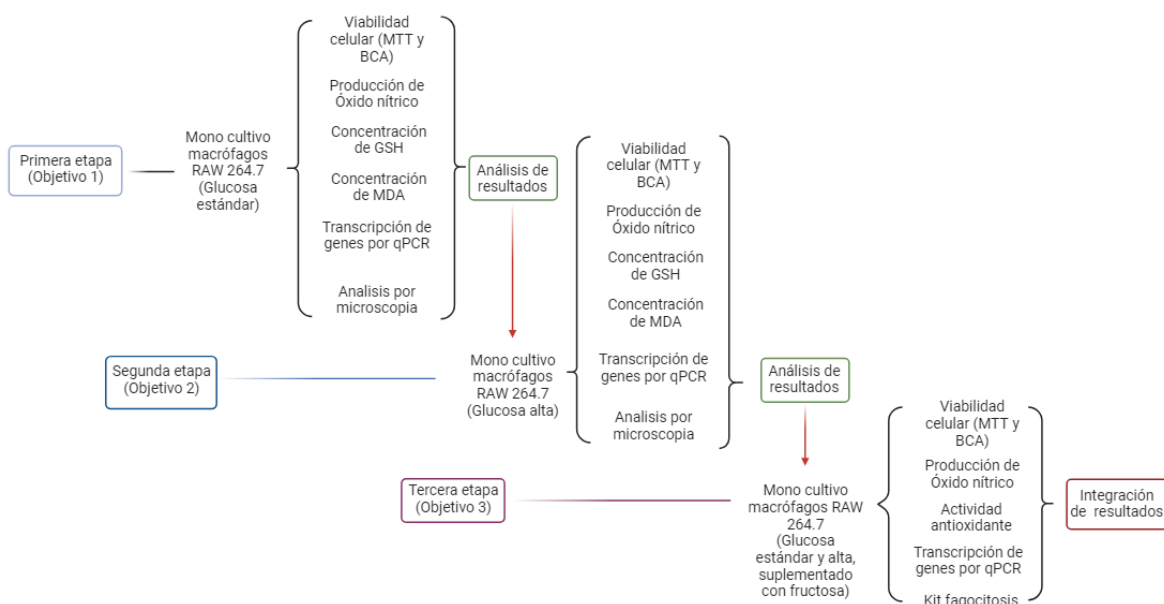 Primera etapa
(Objetivo 1)
Mono cultivo
macrófagos
RAW 264.7
(Glucosa
estándar)
Viabilidad
celular (MTT y
BCA)
Producción de
Óxido nítrico
Concentración
de GSH
Concentración
de MDA
Transcripción de
genes por qPCR
Analisis por
microscopia
Análisis de
resultados
Segunda etapa
(Objetivo 2)
Mono cultivo
macrófagos
RAW 264.7
(Glucosa alta)
Viabilidad
celular (MTT y
BCA)
Producción de
Óxido nítrico
Concentración
de GSH
Concentración
de MDA
Transcripción de
genes por qPCR
Analisis por
microscopia
Análisis de
resultados
Tercera etapa
(Objetivo 3)
Mono cultivo
macrófagos RAW
264.7
(Glucosa
estándar y alta,
suplementado
con fructosa)
Viabilidad
celular (MTT y
BCA)
Producción de
Óxido nítrico
Actividad
antioxidante
Transcripción de
genes por qPCR
Kit fagocitosis
Integración
de resultados